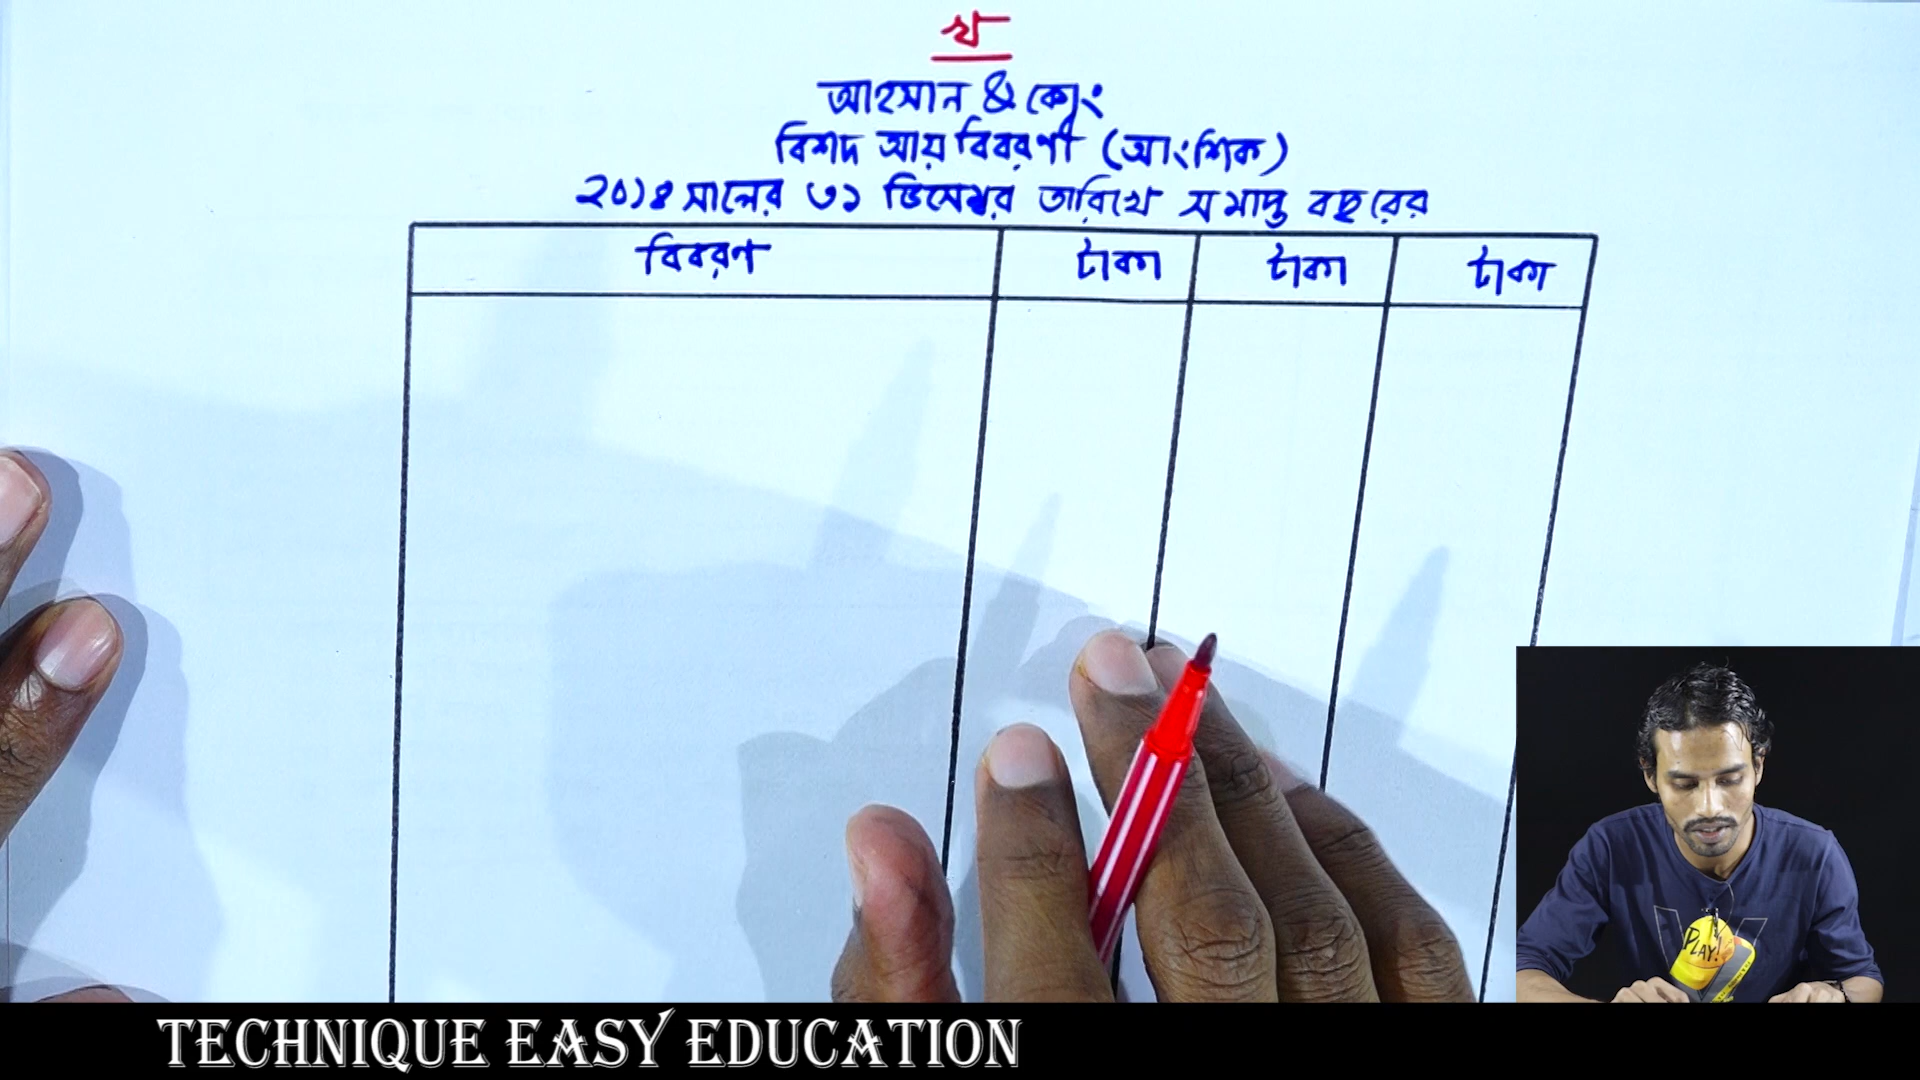 খ
আহসান & কোং
বিশদ আয় বিবরণী (আংশিক)
২০১৪ সালের ৩১ ডিসেম্বর তারিখে সমাপ্ত বছরের
বিবরণ টাকা টাকা টাকা
PLAY!
TECHNIQUE EASY EDUCATION